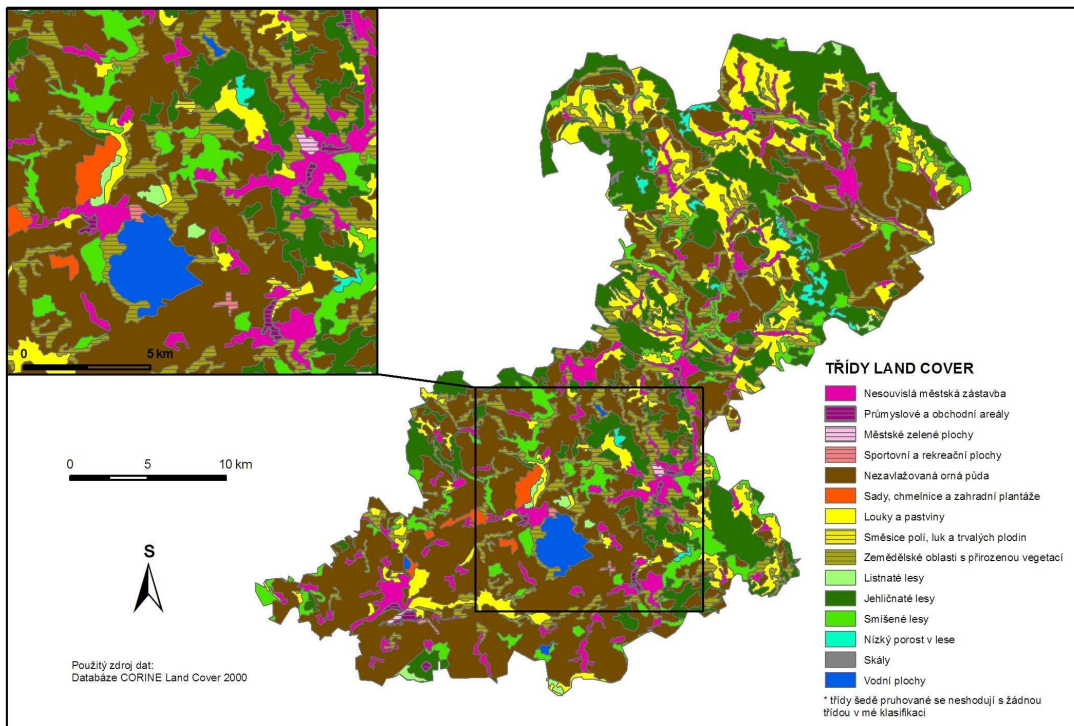 0
5 km
0
5
10 km
S
Použitý zdroj dat:
Databáze CORINE Land Cover 2000
TŘÍDY LAND COVER
Nesouvislá městská zástavba
Průmyslové a obchodní areály
Městské zelené plochy
Sportovní a rekreační plochy
Nezavlažovaná orná půda
Sady, chmelnice a zahradní plantáže
Louky a pastviny
Směsice polí, luk a trvalých plodin
Zemědělské oblasti s přirozenou vegetací
Listnaté lesy
Jehličnaté lesy
Smíšené lesy
Nízký porost v lese
Skály
Vodní plochy
* třídy šedě pruhované se neshodují s žádnou
třídou v mé klasifikaci